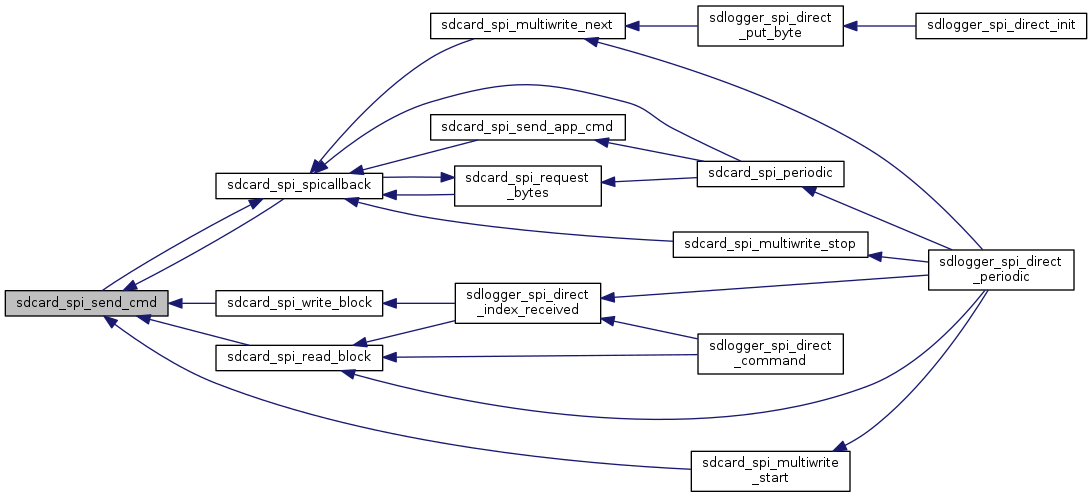 sdcard_spi_multiwrite_next
sdlogger_spi_direct
_put_byte
sdlogger_spi_direct_init
sdcard_spi_send_app_cmd
sdcard_spi_spicallback
sdcard_spi_request
_bytes
sdcard_spi_periodic
sdcard_spi_multiwrite_stop
sdlogger_spi_direct
_periodic
sdcard_spi_send_cmd
sdcard_spi_write_block
sdlogger_spi_direct
_index_received
sdcard_spi_read_block
sdlogger_spi_direct
_command
sdcard_spi_multiwrite
_start